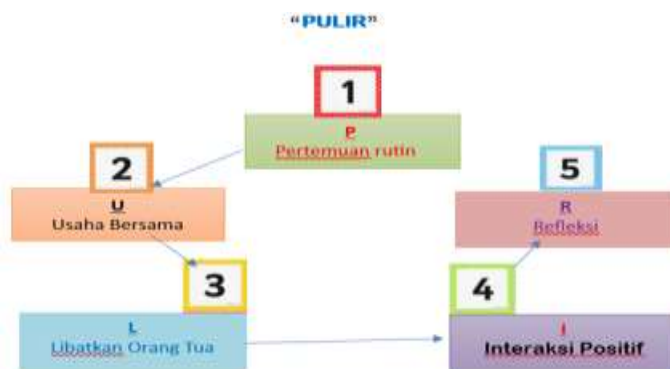 “PULIR”
1
P
Pertemuan rutin
2
U
Usaha Bersama
3
L
Libatkan Orang Tua
4
I
Interaksi Positif
5
R
Refleksi